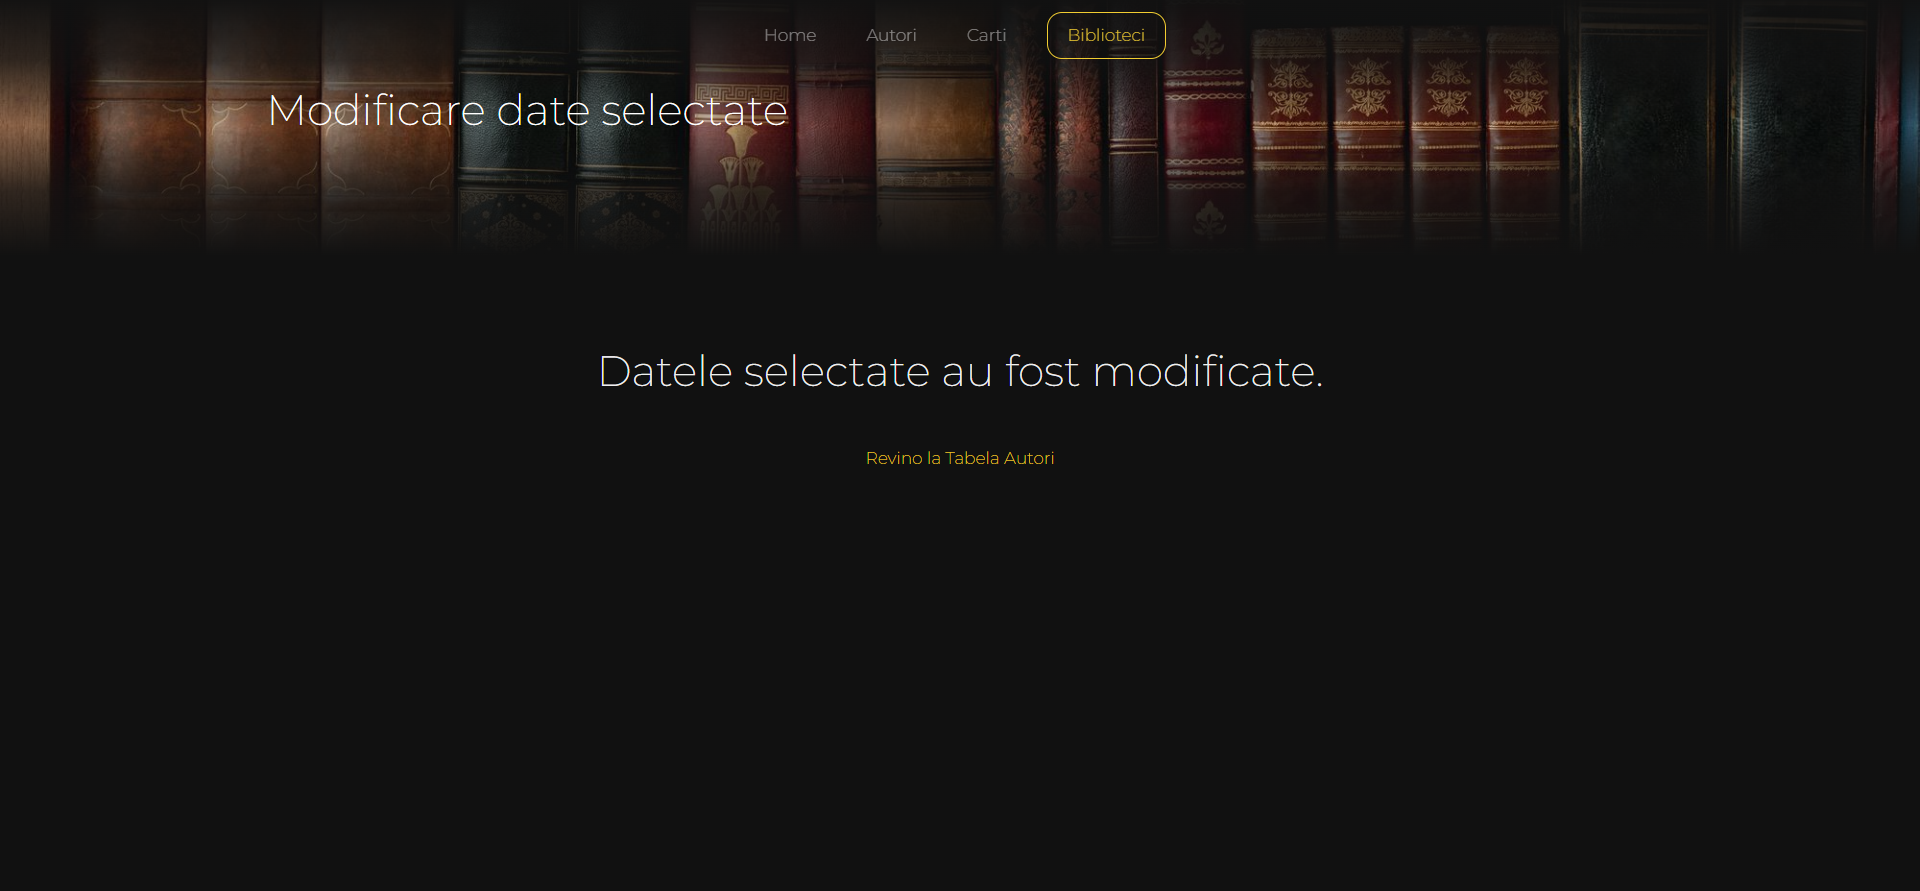 Home Autori Carti Biblioteci
Modificare date selectate
Datele selectate au fost modificate.
Revino la Tabela Autori